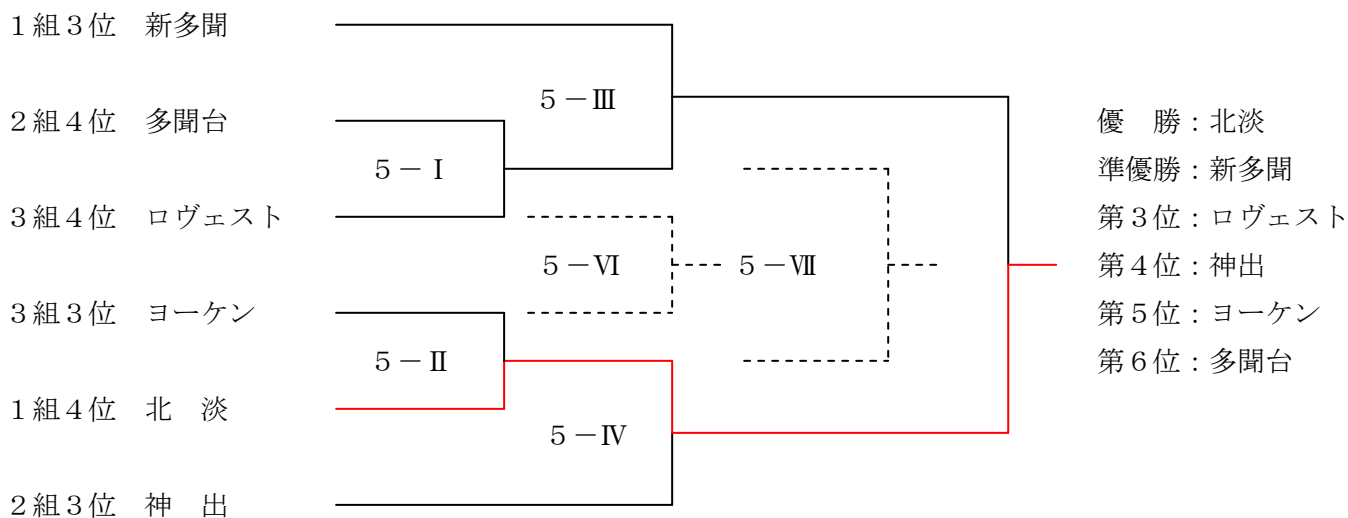 1組3位 新多聞
5-Ⅲ
2組4位 多聞台
優 勝:北淡
5-Ⅰ
準優勝:新多聞
3組4位 ロヴェスト
第3位:ロヴェスト
5-Ⅵ
5-Ⅶ
第4位:神出
3組3位 ヨーケン
第5位:ヨーケン
5-Ⅱ
第6位:多聞台
1組4位 北 淡
5-Ⅳ
2組3位 神 出